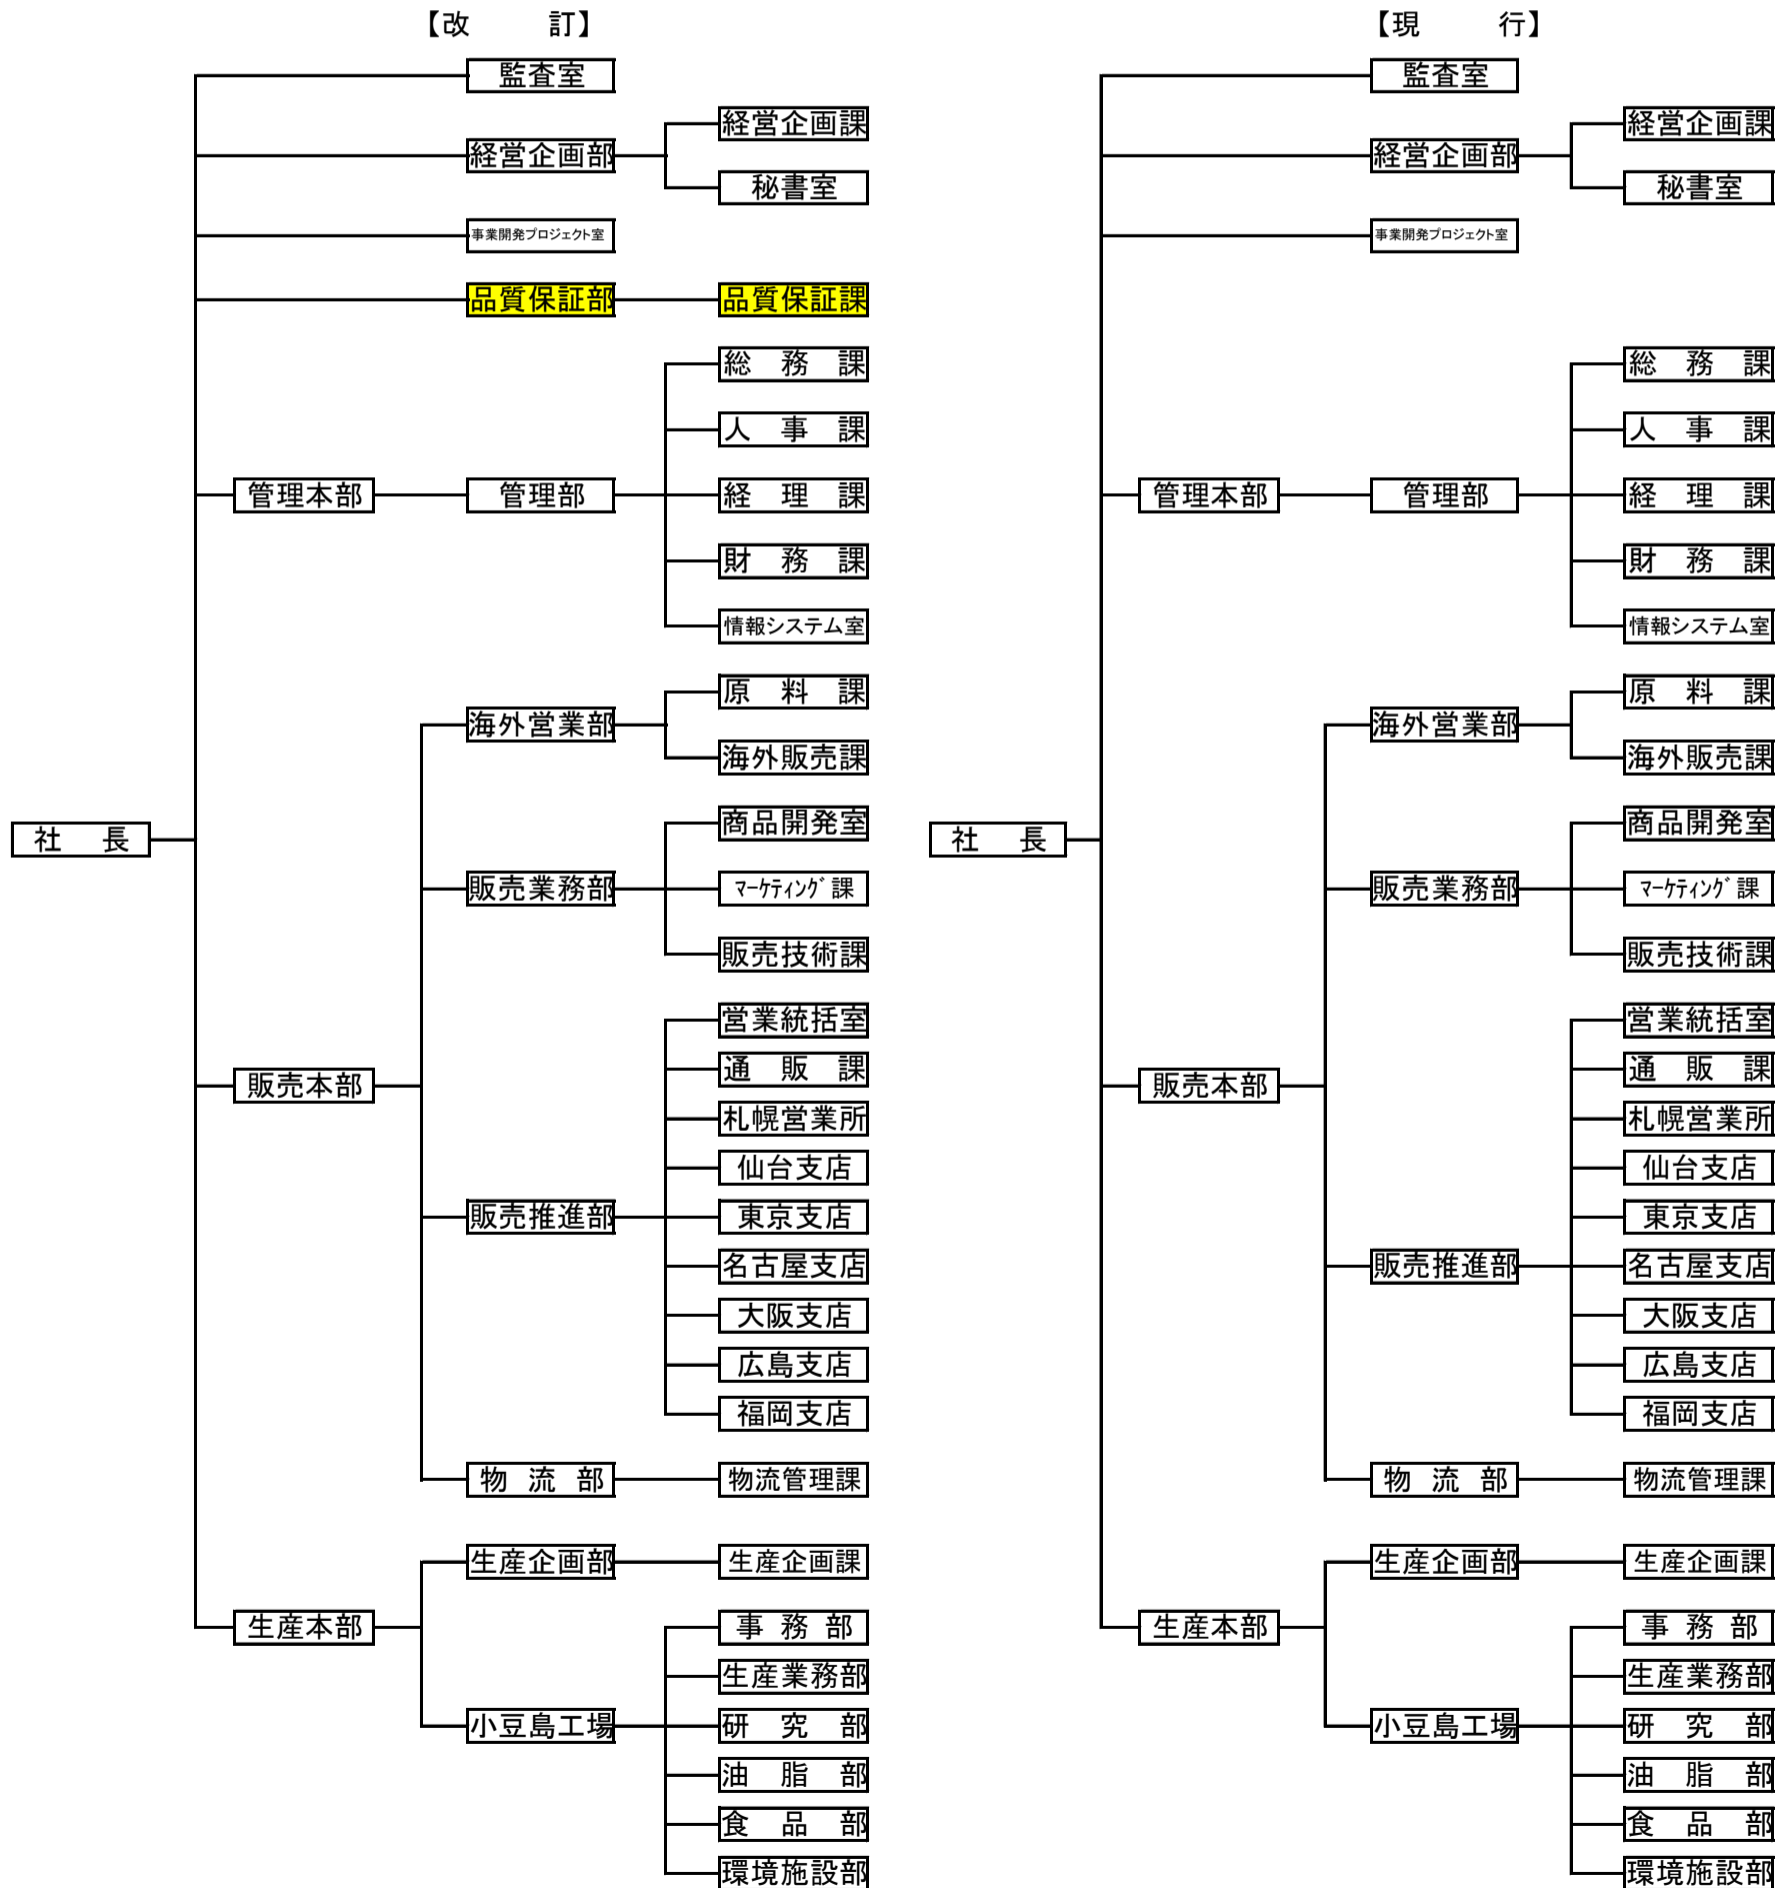 【改　訂】
監査室
経営企画課
経営企画部
秘書室
事業開発プロジェクト室
品質保証部
品質保証課
総務課
人事課
管理本部
管理部
経理課
財務課
情報システム室
原料課
海外営業部
海外販売課
商品開発室
社長
販売業務部
ﾏｰｹﾃｨﾝｸﾞ課
販売技術課
営業統括室
通販課
販売本部
札幌営業所
仙台支店
販売推進部
東京支店
名古屋支店
大阪支店
広島支店
福岡支店
物流部
物流管理課
生産企画部
生産企画課
生産本部
事務部
生産業務部
小豆島工場
研究部
油脂部
食品部
環境施設部
【現　行】
監査室
経営企画課
経営企画部
秘書室
事業開発プロジェクト室
総務課
人事課
管理本部
管理部
経理課
財務課
情報システム室
原料課
海外営業部
海外販売課
商品開発室
社長
販売業務部
ﾏｰｹﾃｨﾝｸﾞ課
販売技術課
営業統括室
通販課
販売本部
札幌営業所
仙台支店
東京支店
販売推進部
名古屋支店
大阪支店
広島支店
福岡支店
物流部
物流管理課
生産企画部
生産企画課
生産本部
事務部
生産業務部
小豆島工場
研究部
油脂部
食品部
環境施設部